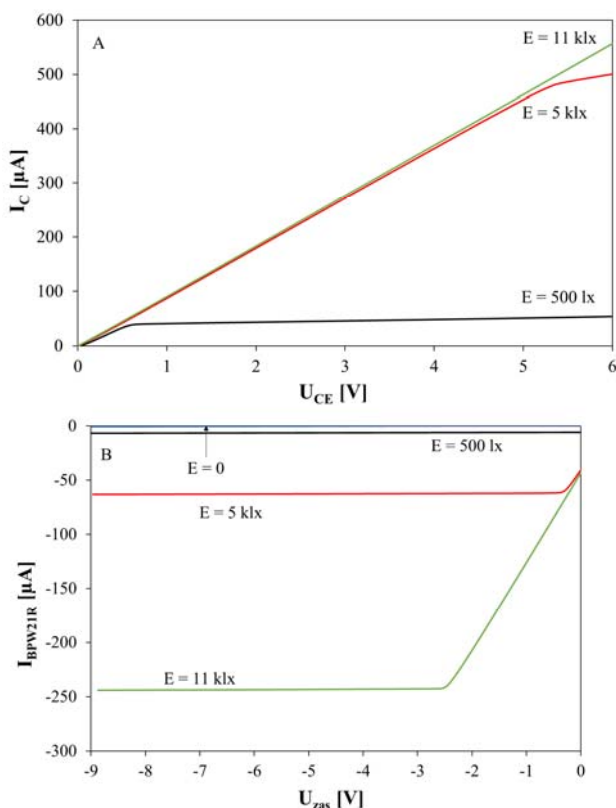 600
A
E = 11 klx
500
E = 5 klx
400
I_C [µA]
300
200
100
E = 500 lx
0
0 1 2 3 4 5 6
U_CE [V]
0
B
E = 0
E = 500 lx
-50
E = 5 klx
-100
I_BPW21R [µA]
-150
-200
E = 11 klx
-250
-300
-9 -8 -7 -6 -5 -4 -3 -2 -1 0
U_zas [V]